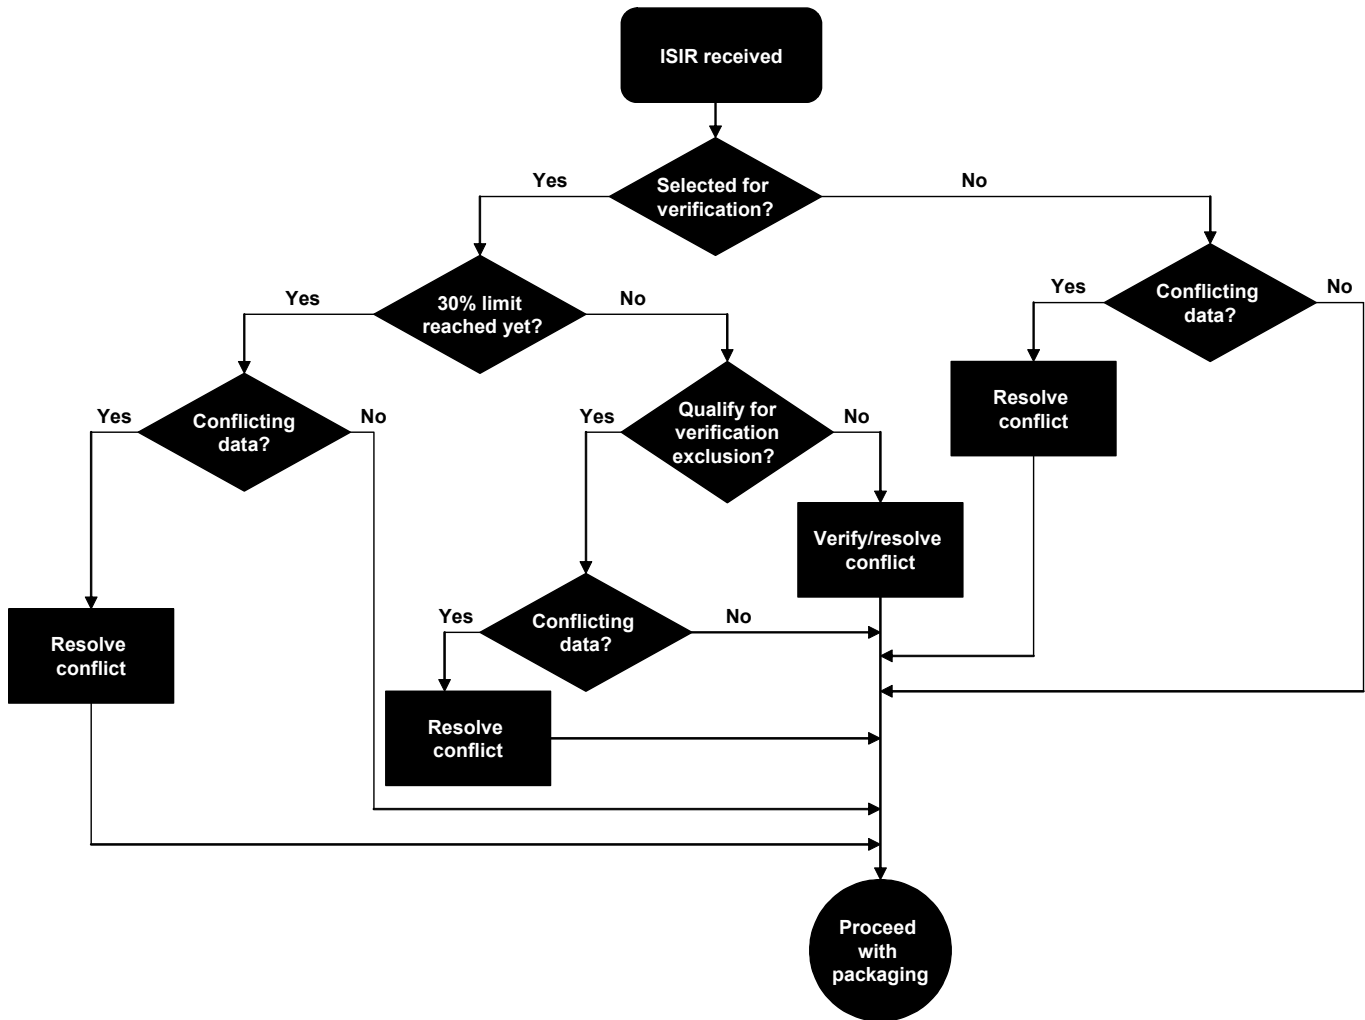 ISIR received
Yes
Selected for
verification?
No
Yes
30% limit
reached yet?
No
Yes
Conflicting
data?
No
Yes
Conflicting
data?
No
Yes
Qualify for
verification
exclusion?
No
Resolve
conflict
Verify/resolve
conflict
Resolve
conflict
Yes
Conflicting
data?
No
Resolve
conflict
Proceed
with
packaging